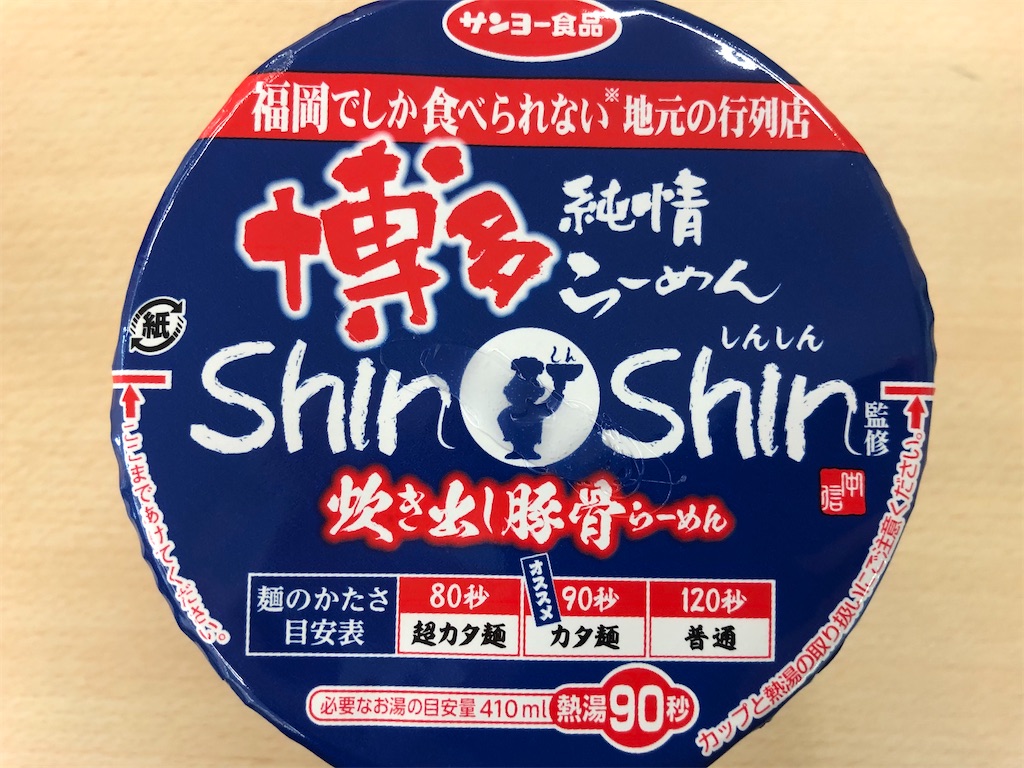 サンヨー食品
福岡でしか食べられない※地元の行列店
博多
純情
らーめん
紙
しんしん
ShinShin
しん
監修
炊き出し豚骨らーめん
麺のかたさ
目安表
80秒
超カタ麺
オススメ
90秒
カタ麺
120秒
普通
必要なお湯の目安量410ml
熱湯90秒
ここまであけてください。
カップと熱湯の取り扱いにご注意ください。